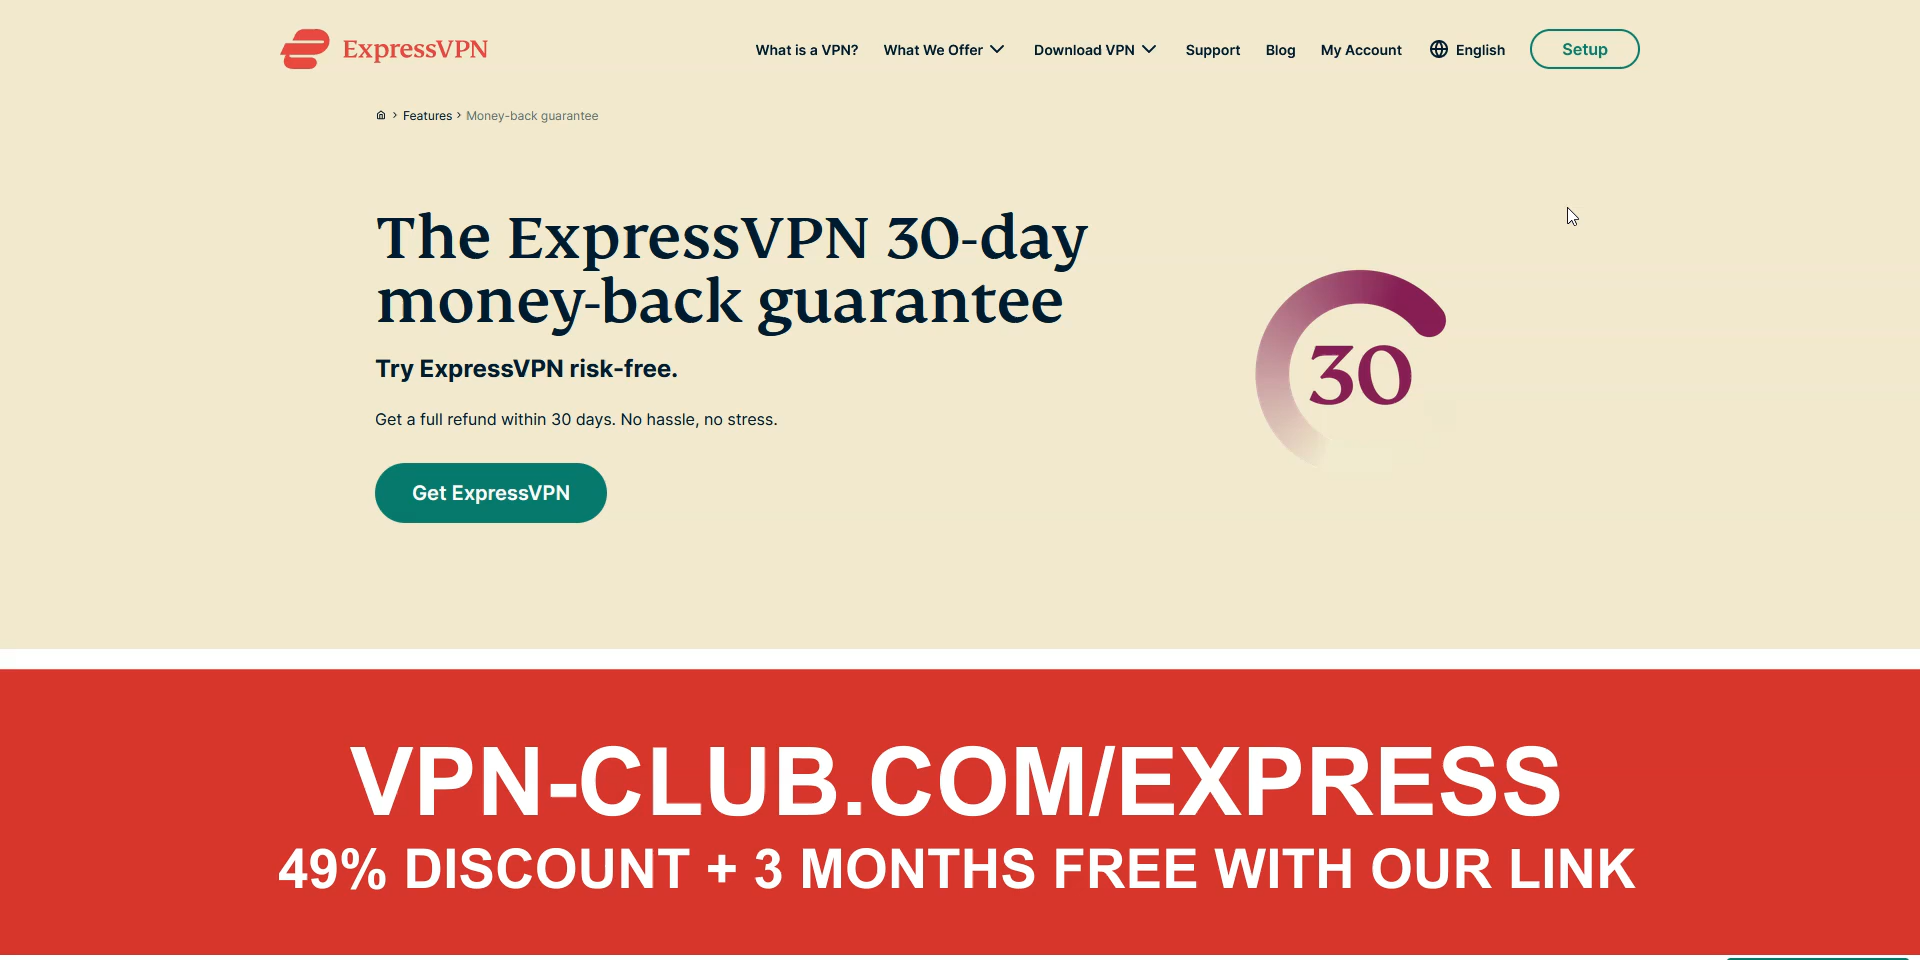 ExpressVPN
What is a VPN? What We Offer Download VPN Support Blog My Account English Setup
Features > Money-back guarantee
The ExpressVPN 30-day
money-back guarantee
30
Try ExpressVPN risk-free.
Get a full refund within 30 days. No hassle, no stress.
Get ExpressVPN
VPN-CLUB.COM/EXPRESS
49% DISCOUNT + 3 MONTHS FREE WITH OUR LINK